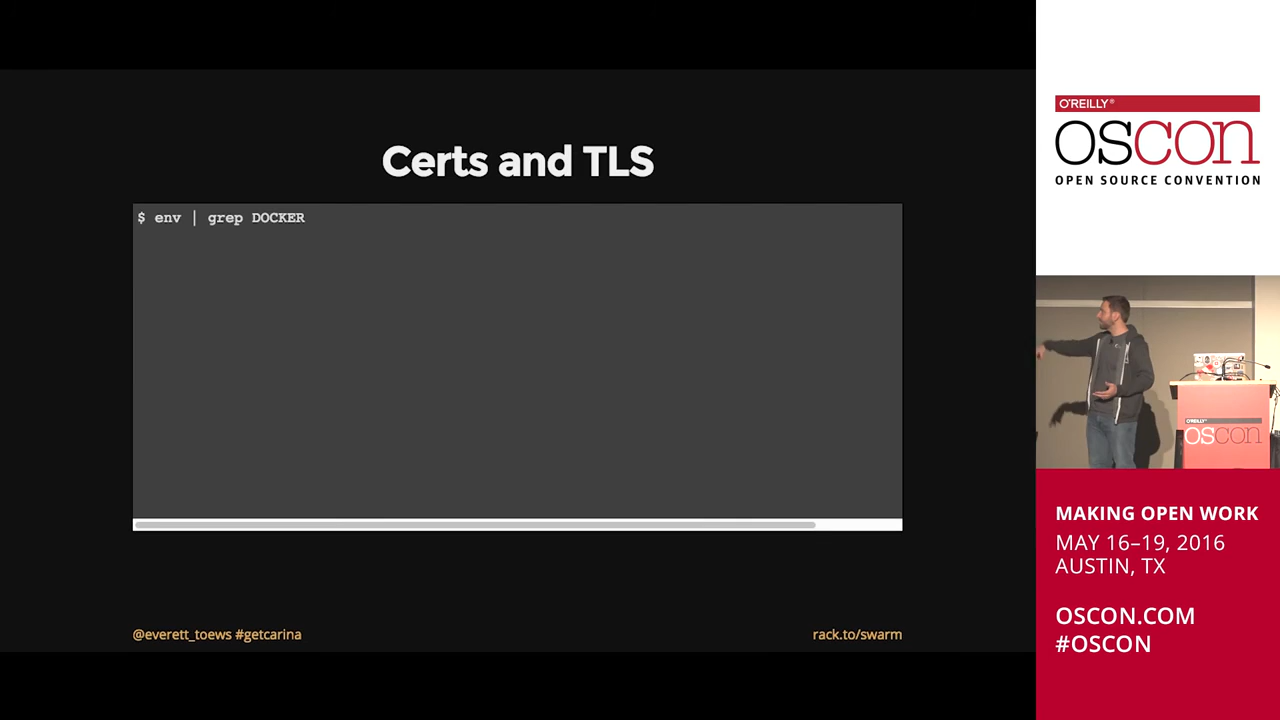 Certs and TLS
$ env | grep DOCKER
@everett_toews #getcarina
rack.to/swarm
O'REILLY®
OSCON
OPEN SOURCE CONVENTION
O'REILLY®
OSCON
MAKING OPEN WORK
MAY 16–19, 2016
AUSTIN, TX
OSCON.COM
#OSCON